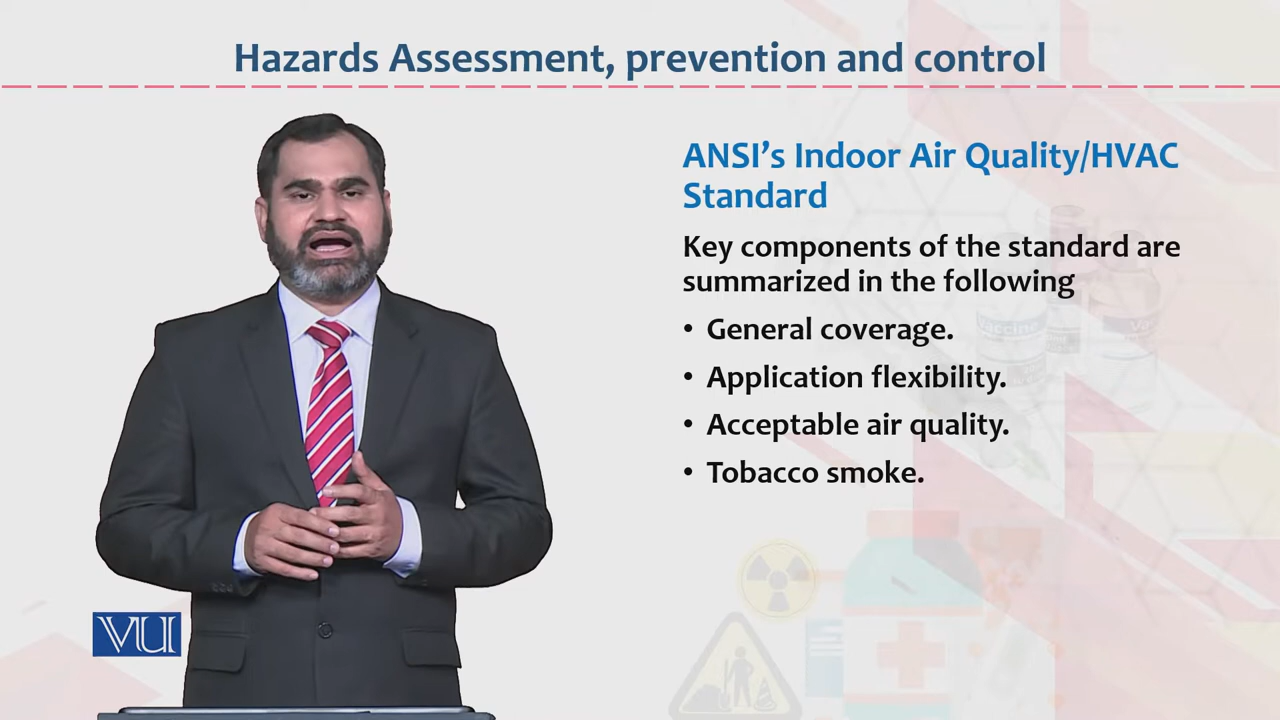 Hazards Assessment, prevention and control
ANSI's Indoor Air Quality/HVAC
Standard
Key components of the standard are
summarized in the following
• General coverage.
• Application flexibility.
• Acceptable air quality.
• Tobacco smoke.
Vaccine
VU